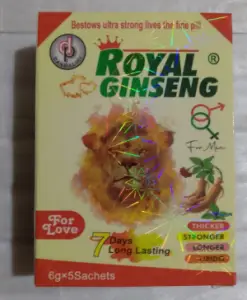 Bestows ultra strong lives the fine pill
ROYAL ®
GINSENG
For Men
For
Love
7 Days
Long Lasting
THICKER
STRONGER
LONGER
6g×5Sachets